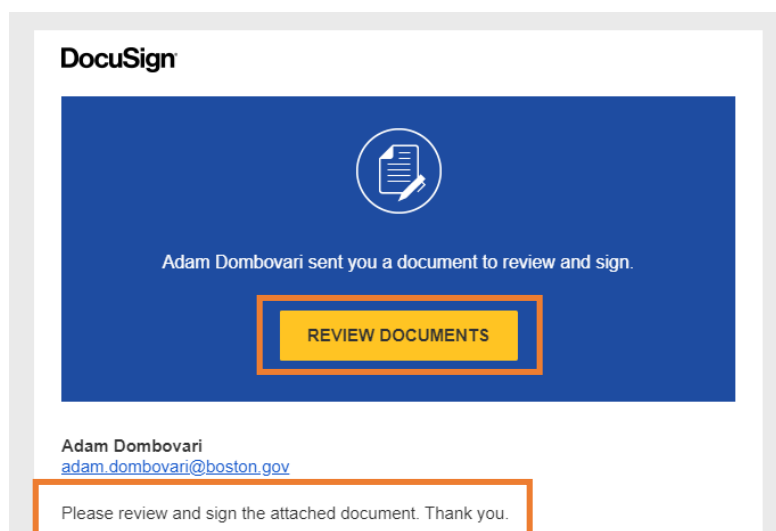 DocuSign
Adam Dombovari sent you a document to review and sign.
REVIEW DOCUMENTS
Adam Dombovari
adam.dombovari@boston.gov
Please review and sign the attached document. Thank you.